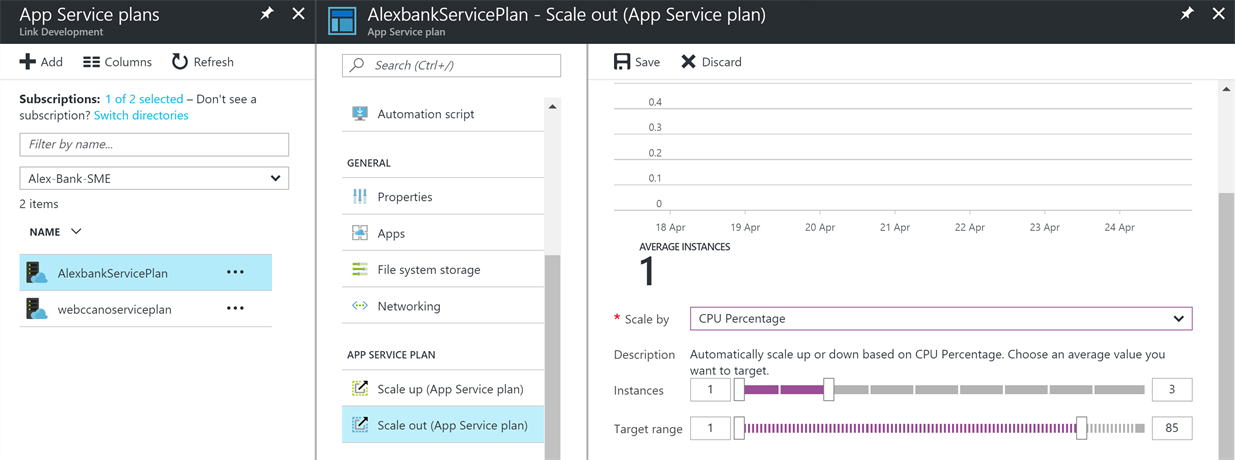 App Service plans
Link Development
Add
Columns
Refresh
Subscriptions: 1 of 2 selected – Don't see a
subscription? Switch directories
Filter by name...
Alex-Bank-SME
2 items
NAME
AlexbankServicePlan
webccanoserviceplan
AlexbankServicePlan - Scale out (App Service plan)
App Service plan
Search (Ctrl+/)
Automation script
GENERAL
Properties
Apps
File system storage
Networking
APP SERVICE PLAN
Scale up (App Service plan)
Scale out (App Service plan)
Save
Discard
0.4
0.3
0.2
0.1
0
18 Apr 19 Apr 20 Apr 21 Apr 22 Apr 23 Apr 24 Apr
AVERAGE INSTANCES
1
* Scale by CPU Percentage
Description Automatically scale up or down based on CPU Percentage. Choose an average value you
want to target.
Instances 1 3
Target range 1 85